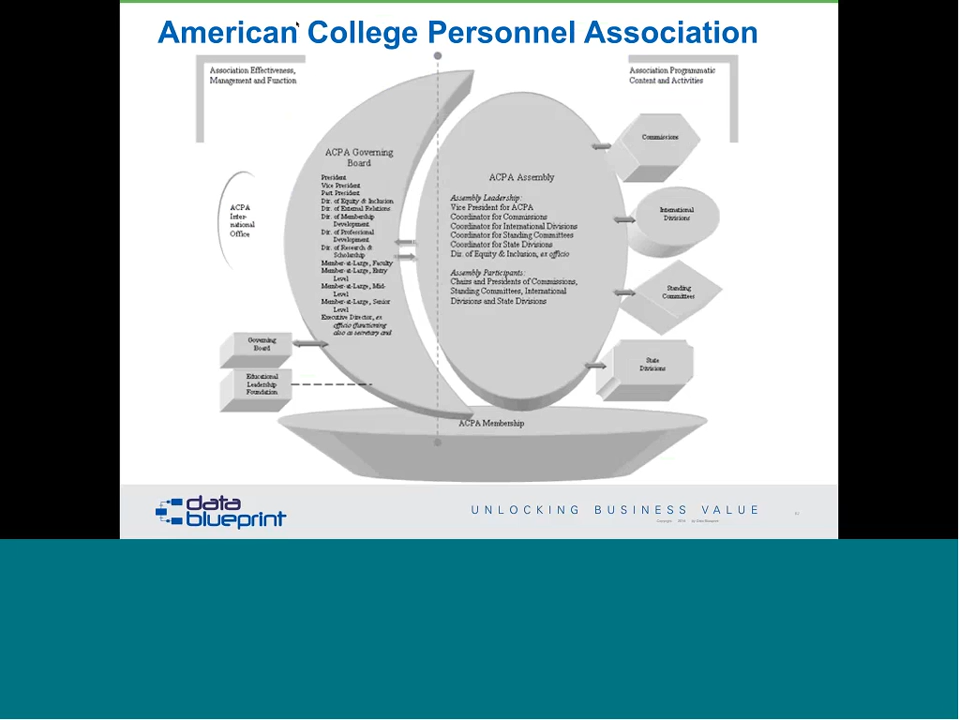 American College Personnel Association
Association Effectiveness,
Management and Function
Association Programmatic
Content and Activities
ACPA
Inter-
national
Office
ACPA Governing
Board
President
Vice President
Past President
Dir. of Equity & Inclusion
Dir. of External Relations
Dir. of Membership
Development
Dir. of Professional
Development
Dir. of Research &
Scholarship
Member-at-Large, Faculty
Member-at-Large, Entry
Level
Member-at-Large, Mid-
Level
Member-at-Large, Senior
Level
Executive Director, ex
officio (functioning
also as secretary and
Governing
Board
Educational
Leadership
Foundation
ACPA Assembly
Assembly Leadership:
Vice President for ACPA
Coordinator for Commissions
Coordinator for International Divisions
Coordinator for Standing Committees
Coordinator for State Divisions
Dir. of Equity & Inclusion, ex officio
Assembly Participants:
Chairs and Presidents of Commissions,
Standing Committees, International
Divisions and State Divisions
Commissions
International
Divisions
Standing
Committees
State
Divisions
ACPA Membership
data
blueprint
UNLOCKING BUSINESS VALUE
Copyright by Data Blueprint